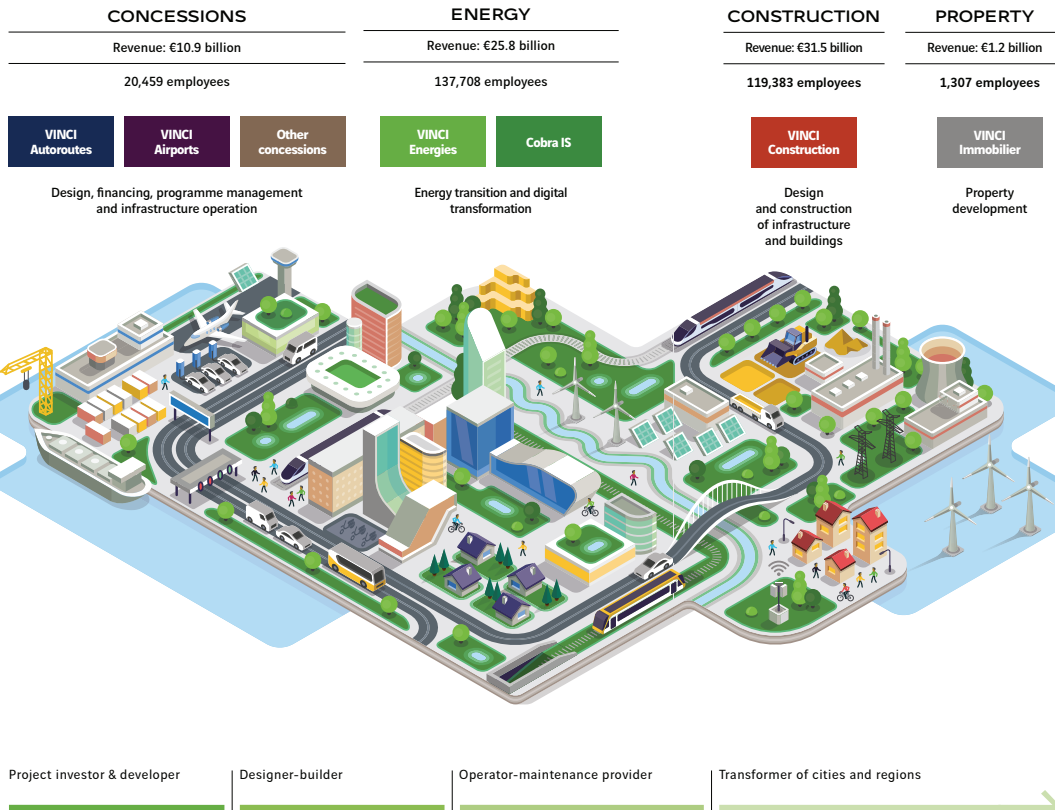 CONCESSIONS
Revenue: €10.9 billion
20,459 employees
VINCI
Autoroutes
VINCI
Airports
Other
concessions
Design, financing, programme management
and infrastructure operation
ENERGY
Revenue: €25.8 billion
137,708 employees
VINCI
Energies
Cobra IS
Energy transition and digital
transformation
CONSTRUCTION
Revenue: €31.5 billion
119,383 employees
VINCI
Construction
Design
and construction
of infrastructure
and buildings
PROPERTY
Revenue: €1.2 billion
1,307 employees
VINCI
Immobilier
Property
development
Project investor & developer
Designer-builder
Operator-maintenance provider
Transformer of cities and regions